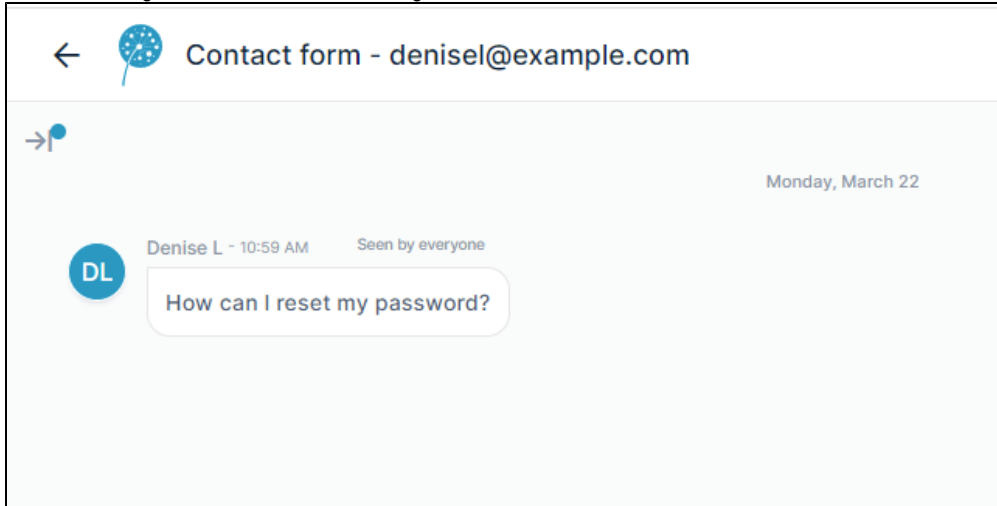 Contact form - denisel@example.com
Monday, March 22
Denise L - 10:59 AM Seen by everyone
DL
How can I reset my password?